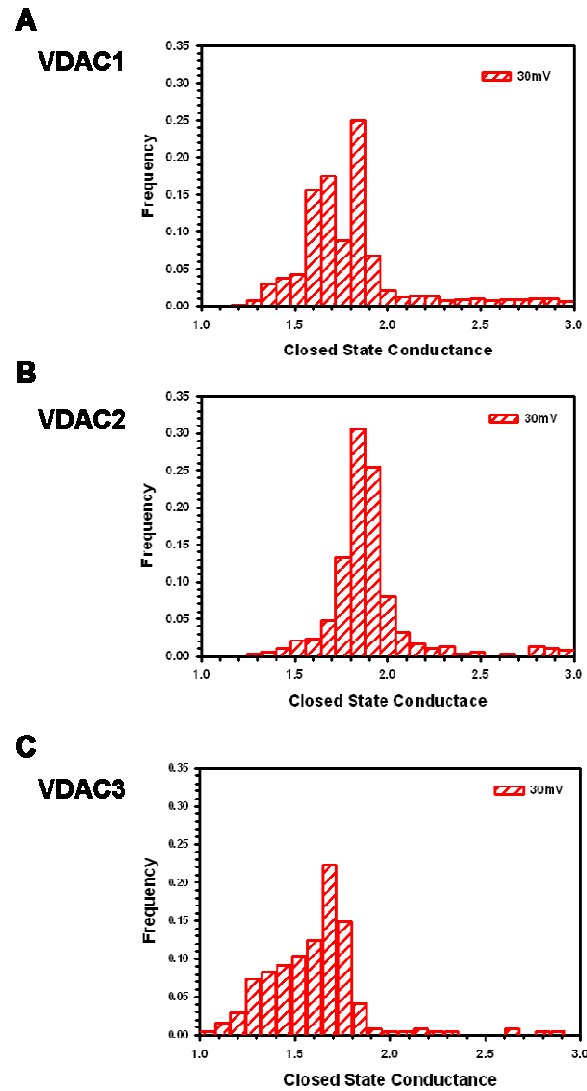 A
VDAC1
0.35
0.30
0.25
0.20
0.15
0.10
0.05
0.00
Frequency
30mV
1.0 1.5 2.0 2.5 3.0
Closed State Conductance
B
VDAC2
0.35
0.30
0.25
0.20
0.15
0.10
0.05
0.00
Frequency
30mV
1.0 1.5 2.0 2.5 3.0
Closed State Conductace
C
VDAC3
0.35
0.30
0.25
0.20
0.15
0.10
0.05
0.00
Frequency
30mV
1.0 1.5 2.0 2.5 3.0
Closed State Conductance